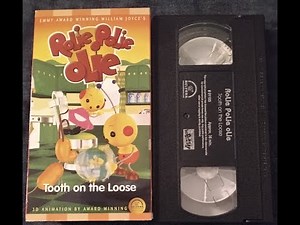 EMMY AWARD WINNING WILLIAM JOYCE'S
Rolie Polie
Olie
Tooth on the Loose
3D ANIMATION BY AWARD-WINNING
Rolie Polie Olie
Tooth on the Loose